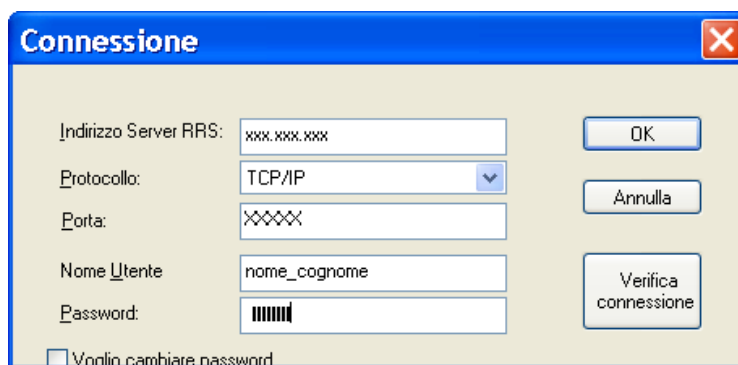 Connessione
Indirizzo Server RRS: xxx.xxx.xxx
OK
Protocollo: TCP/IP
Annulla
Porta: XXXXX
Nome Utente nome_cognome
Verifica
connessione
Password:
Voglio cambiare password